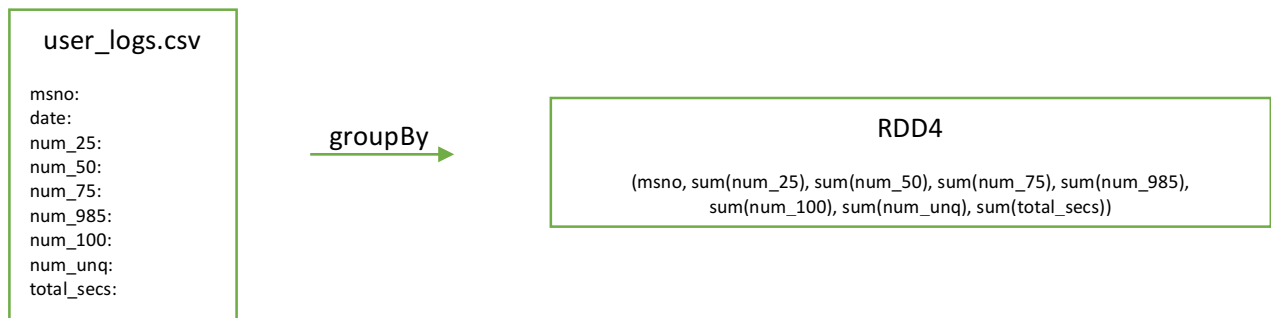 user_logs.csv
msno:
date:
num_25:
num_50:
num_75:
num_985:
num_100:
num_unq:
total_secs:
groupBy
RDD4
(msno, sum(num_25), sum(num_50), sum(num_75), sum(num_985),
sum(num_100), sum(num_unq), sum(total_secs))